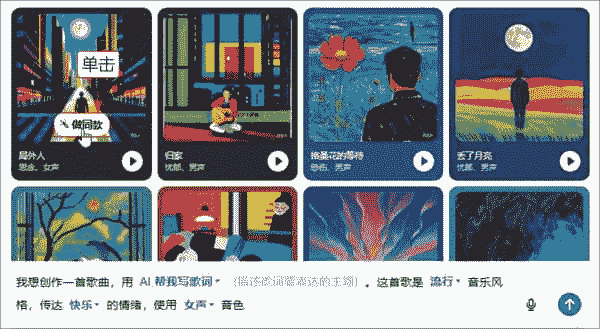 单击
做同款
局外人
思念，女声
归家
忧郁，男声
格桑花的等待
悲伤，男声
丢了月亮
忧郁，男声
我想创作一首歌曲，用 AI 帮我写歌词 。这首歌是 流行 音乐风
格，传达 快乐 的情绪，使用 女声 音色